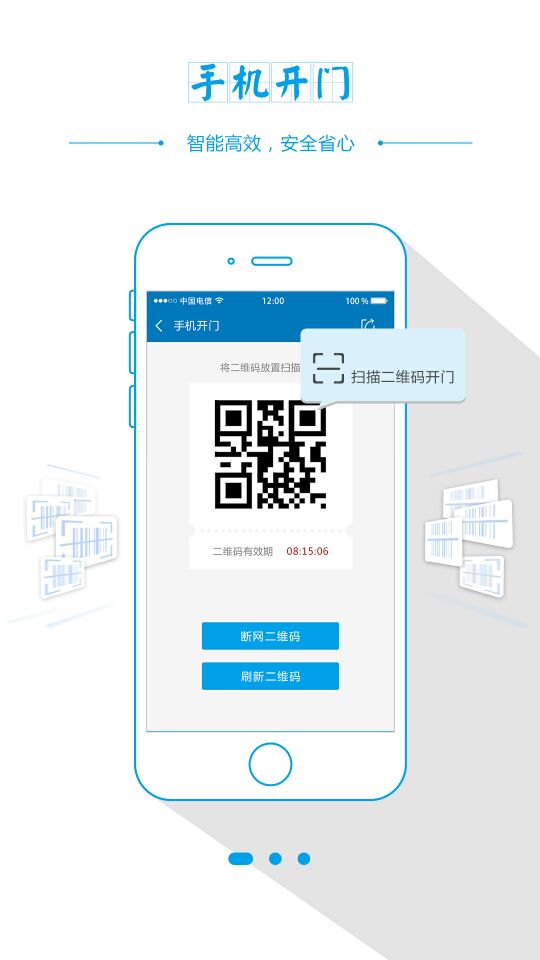 手机开门
智能高效，安全省心
中国电信 12:00 100 %
手机开门
将二维码放置扫描
扫描二维码开门
二维码有效期 08:15:06
断网二维码
刷新二维码